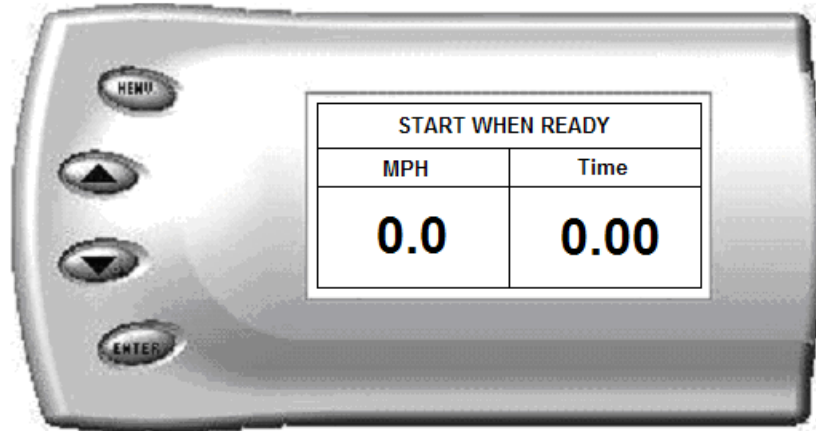 MENU
START WHEN READY
MPH Time
0.0 0.00
ENTER